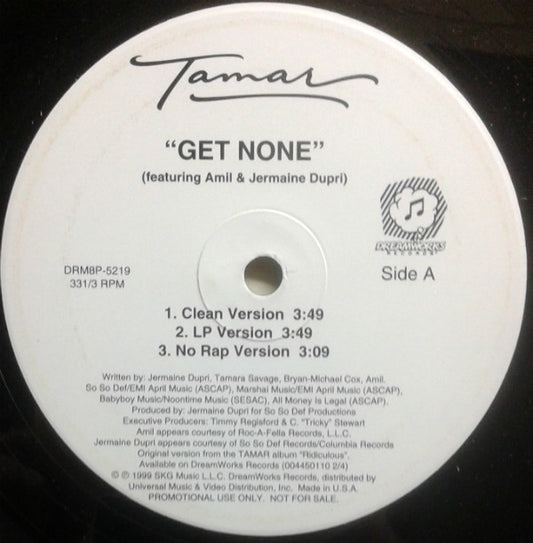 Tamar
“GET NONE”
(featuring Amil & Jermaine Dupri)
DREAMWORKS
RECORDS
DRM8P-5219
331/3 RPM
Side A
1. Clean Version 3:49
2. LP Version 3:49
3. No Rap Version 3:09
Written by: Jermaine Dupri, Tamara Savage, Bryan-Michael Cox, Amil.
So So Def/EMI April Music (ASCAP), Marshai Music/EMI April Music (ASCAP),
Babyboy Music/Noontime Music (SESAC), All Money is Legal (ASCAP).
Produced by: Jermaine Dupri for So So Def Productions
Executive Producers: Timmy Regisford & C. "Tricky" Stewart
Amil appears courtesy of Roc-A-Fella Records, L.L.C.
Jermaine Dupri appears courtesy of So So Def Records/Columbia Records
Original version from the TAMAR album "Ridiculous".
Available on DreamWorks Records (004450110 2/4)
© ℗ 1999 SKG Music L.L.C. DreamWorks Records, distributed by
Universal Music & Video Distribution, Inc. Made in U.S.A.
PROMOTIONAL USE ONLY. NOT FOR SALE.